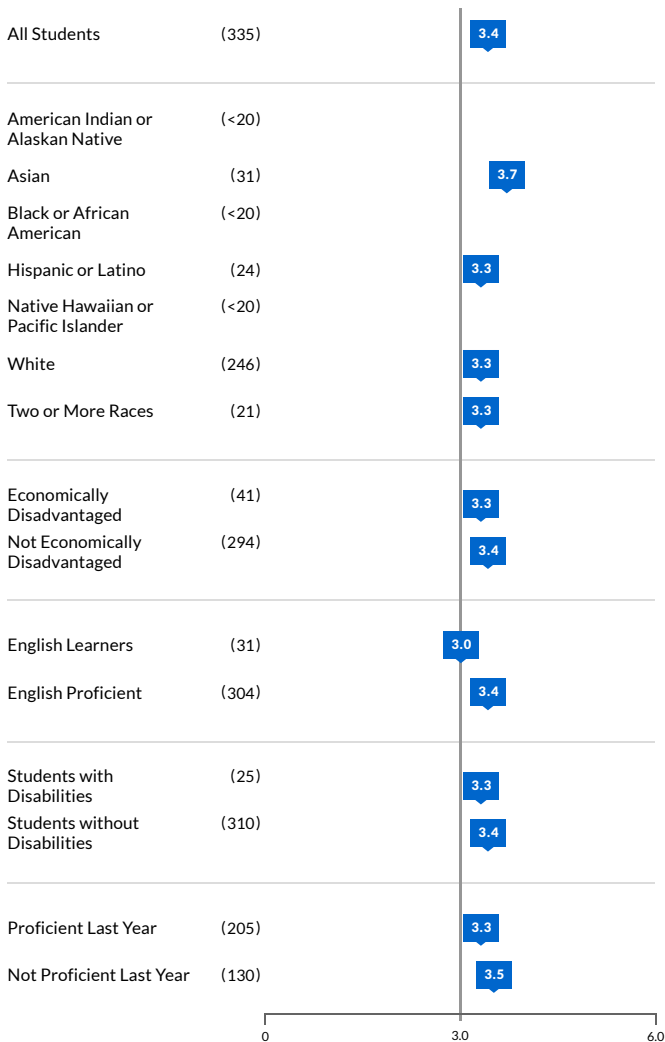 All Students (335) 3.4
American Indian or (<20)
Alaskan Native
Asian (31) 3.7
Black or African (<20)
American
Hispanic or Latino (24) 3.3
Native Hawaiian or (<20)
Pacific Islander
White (246) 3.3
Two or More Races (21) 3.3
Economically (41) 3.3
Disadvantaged
Not Economically (294) 3.4
Disadvantaged
English Learners (31) 3.0
English Proficient (304) 3.4
Students with (25) 3.3
Disabilities
Students without (310) 3.4
Disabilities
Proficient Last Year (205) 3.3
Not Proficient Last Year (130) 3.5
0 3.0 6.0